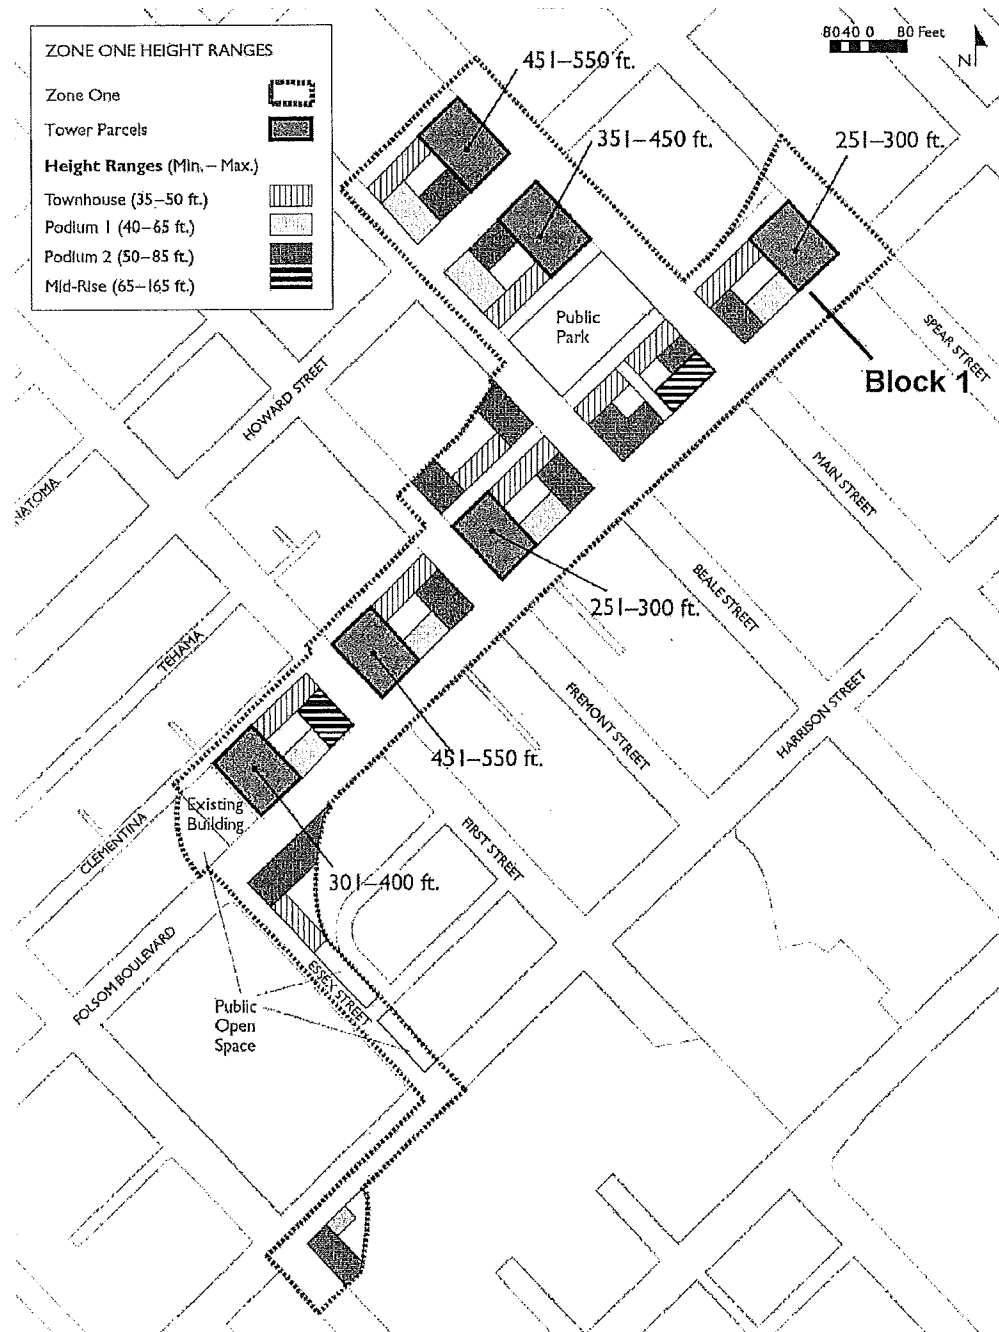 ZONE ONE HEIGHT RANGES
Zone One
Tower Parcels
Height Ranges (Min. – Max.)
Townhouse (35–50 ft.)
Podium 1 (40–65 ft.)
Podium 2 (50–85 ft.)
Mid-Rise (65–165 ft.)
8040 0 80 Feet
N
451–550 ft.
351–450 ft.
251–300 ft.
Public
Park
SPEAR STREET
Block 1
HOWARD STREET
MAIN STREET
NATOMA
BEALE STREET
251–300 ft.
TEHAMA
FREMONT STREET
HARRISON STREET
451–550 ft.
Existing
Building
CLEMENTINA
FIRST STREET
301–400 ft.
FOLSOM BOULEVARD
ESSEX STREET
Public
Open
Space